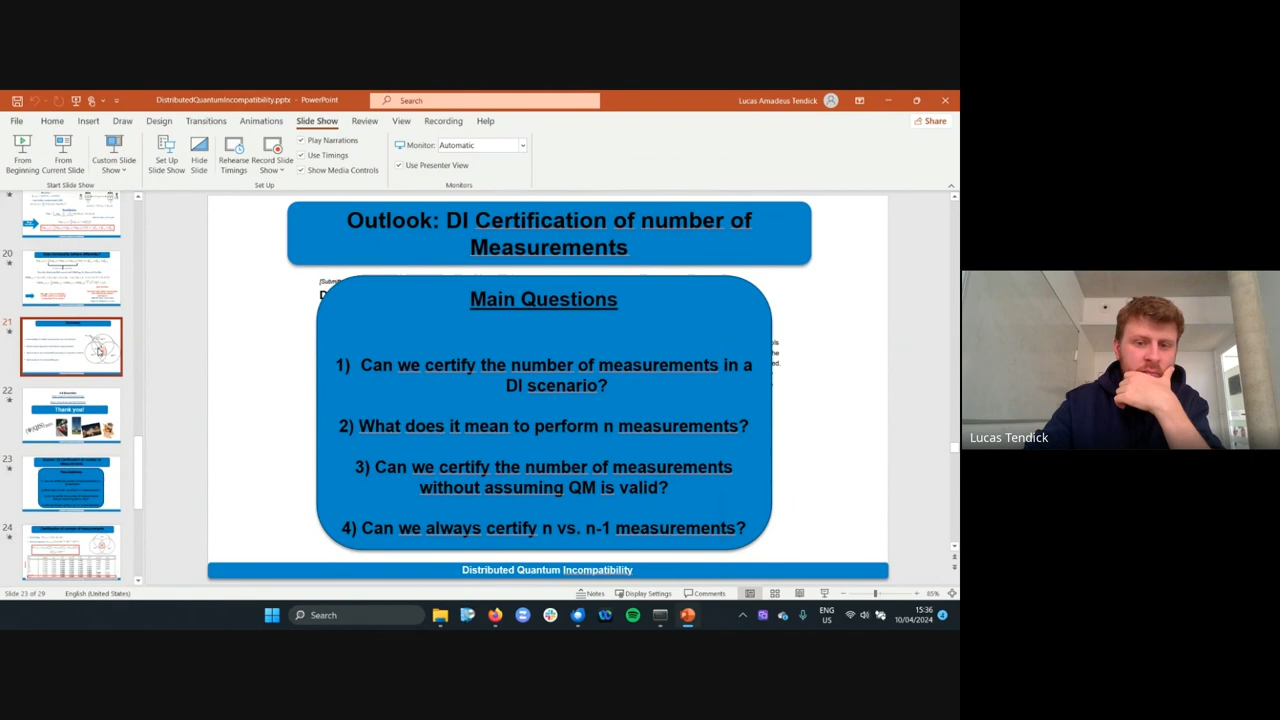 DistributedQuantumIncompatibility.pptx - PowerPoint
Search
Lucas Amadeus Tendick
File Home Insert Draw Design Transitions Animations Slide Show Review View Recording Help
Share
From Beginning
From Current Slide
Custom Slide Show
Start Slide Show
Set Up Slide Show
Hide Slide
Rehearse Timings
Record Slide Show
Play Narrations
Use Timings
Show Media Controls
Set Up
Monitor: Automatic
Use Presenter View
Monitors
20
21
22
Thank you!
23
24
Outlook: DI Certification of number of
Measurements
Main Questions
1) Can we certify the number of measurements in a
DI scenario?
2) What does it mean to perform n measurements?
3) Can we certify the number of measurements
without assuming QM is valid?
4) Can we always certify n vs. n-1 measurements?
Distributed Quantum Incompatibility
Slide 23 of 29
English (United States)
Notes
Display Settings
Comments
85%
Search
ENG
US
15:36
10/04/2024
Lucas Tendick